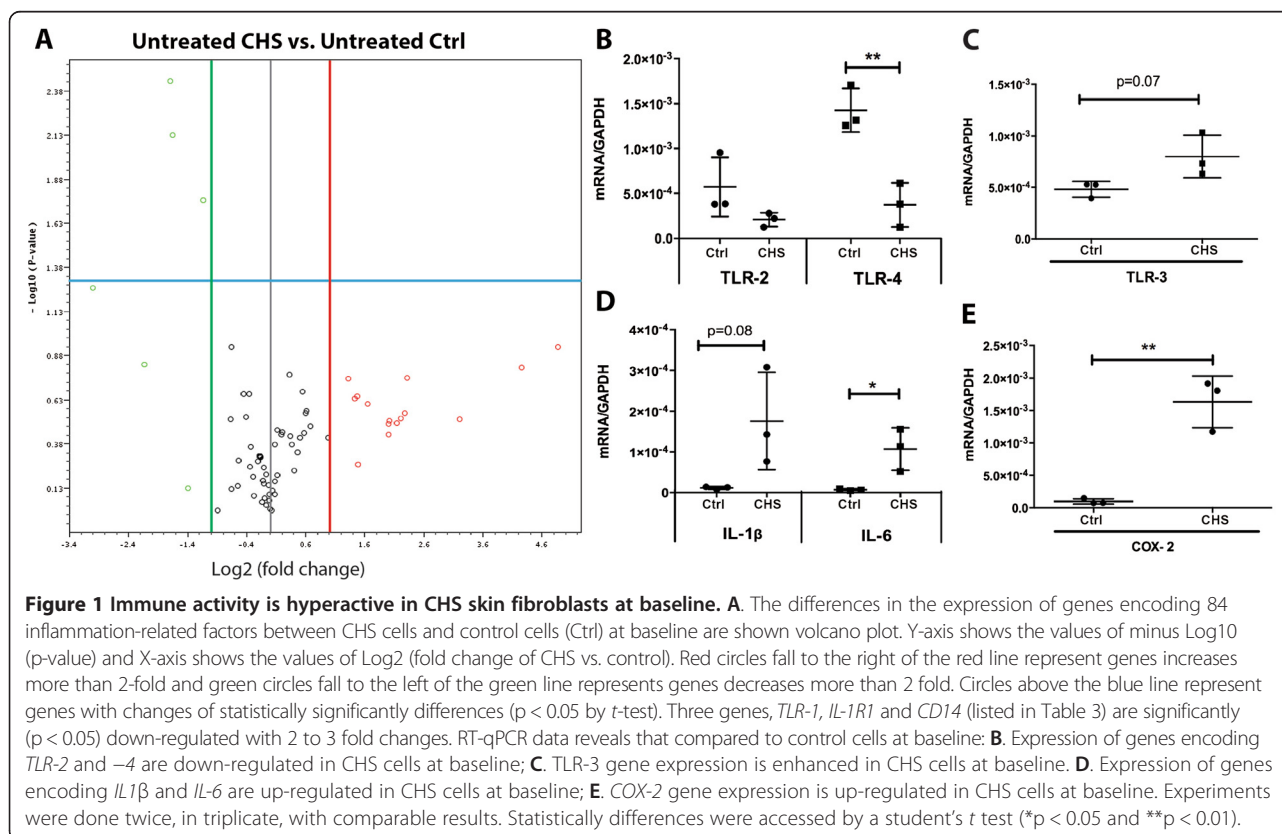 A
Untreated CHS vs. Untreated Ctrl
- Log10 (P-value)
2.38
2.13
1.88
1.63
1.38
1.13
0.88
0.63
0.38
0.13
-3.4 -2.4 -1.4 -0.4 0.6 1.6 2.6 3.6 4.6
Log2 (fold change)
B
mRNA/GAPDH
2.0×10⁻³
1.5×10⁻³
1.0×10⁻³
5.0×10⁻⁴
0.0
**
Ctrl CHS Ctrl CHS
TLR-2 TLR-4
C
mRNA/GAPDH
1.5×10⁻³
1.0×10⁻³
5.0×10⁻⁴
0.0
p=0.07
Ctrl CHS
TLR-3
D
mRNA/GAPDH
4×10⁻⁴
3×10⁻⁴
2×10⁻⁴
1×10⁻⁴
0
p=0.08
*
Ctrl CHS Ctrl CHS
IL-1β IL-6
E
mRNA/GAPDH
2.5×10⁻³
2.0×10⁻³
1.5×10⁻³
1.0×10⁻³
5.0×10⁻⁴
0.0
**
Ctrl CHS
COX-2
Figure 1 Immune activity is hyperactive in CHS skin fibroblasts at baseline. A. The differences in the expression of genes encoding 84
inflammation-related factors between CHS cells and control cells (Ctrl) at baseline are shown volcano plot. Y-axis shows the values of minus Log10
(p-value) and X-axis shows the values of Log2 (fold change of CHS vs. control). Red circles fall to the right of the red line represent genes increases
more than 2-fold and green circles fall to the left of the green line represents genes decreases more than 2 fold. Circles above the blue line represent
genes with changes of statistically significantly differences (p < 0.05 by t-test). Three genes, TLR-1, IL-1R1 and CD14 (listed in Table 3) are significantly
(p < 0.05) down-regulated with 2 to 3 fold changes. RT-qPCR data reveals that compared to control cells at baseline: B. Expression of genes encoding
TLR-2 and −4 are down-regulated in CHS cells at baseline; C. TLR-3 gene expression is enhanced in CHS cells at baseline. D. Expression of genes
encoding IL1β and IL-6 are up-regulated in CHS cells at baseline; E. COX-2 gene expression is up-regulated in CHS cells at baseline. Experiments
were done twice, in triplicate, with comparable results. Statistically differences were accessed by a student's t test (*p < 0.05 and **p < 0.01).